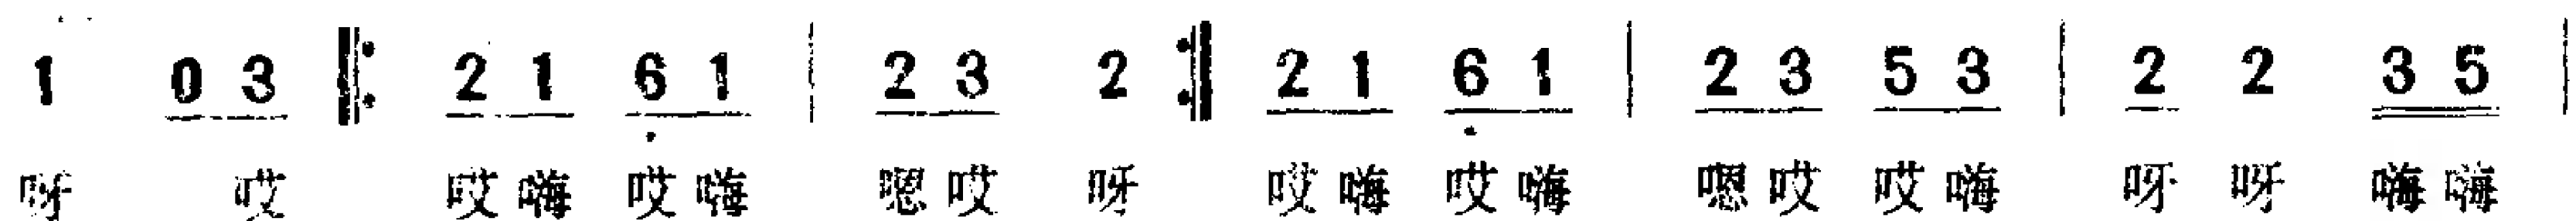 1 0 3 ‖: 2 1 6̣ 1 | 2 3 2 :‖ 2 1 6̣ 1 | 2 3 5 3 | 2 2 3 5 |
呀 哎 哎 嗨 哎 嗨 嗯 哎 呀 哎 嗨 哎 嗨 嗯 哎 哎 嗨 呀 呀 嗨 嗨